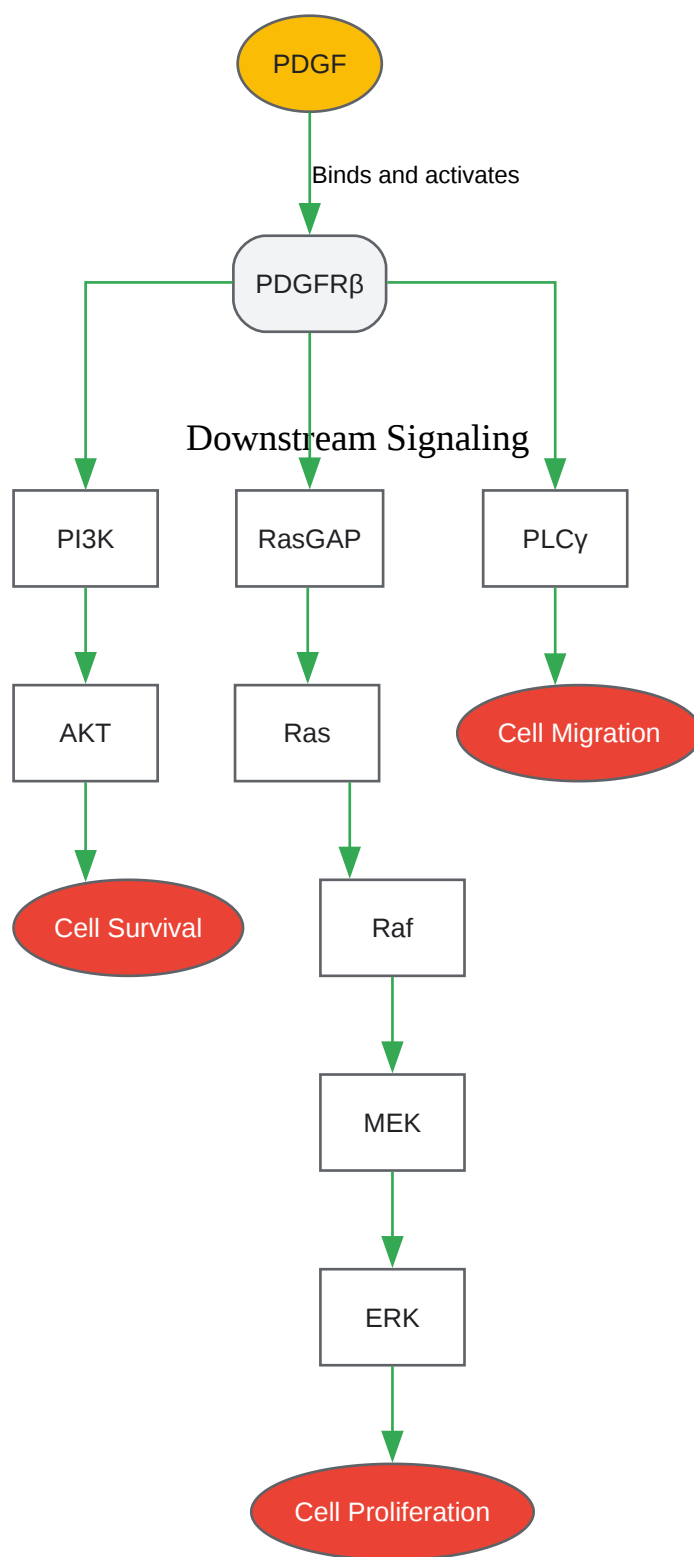 PDGF
Binds and activates
PDGFRβ
Downstream Signaling
PI3K
RasGAP
PLCγ
AKT
Ras
Cell Migration
Cell Survival
Raf
MEK
ERK
Cell Proliferation